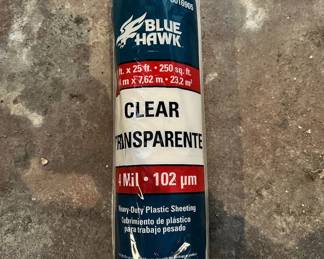 BLUE
HAWK
ft. x 25 ft. • 250 sq. ft.
m x 7,62 m • 23,2 m²
CLEAR
TRANSPARENTE
4 Mil • 102 µm
Heavy-Duty Plastic Sheeting
Cubrimiento de plástico
para trabajo pesado